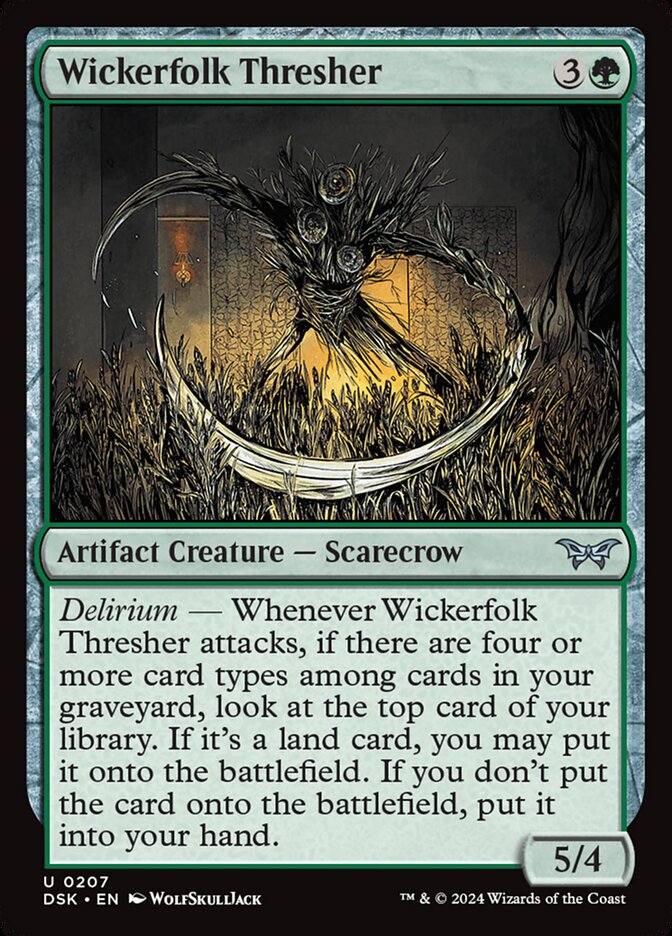 Wickerfolk Thresher 3
Artifact Creature — Scarecrow
Delirium — Whenever Wickerfolk
Thresher attacks, if there are four or
more card types among cards in your
graveyard, look at the top card of your
library. If it's a land card, you may put
it onto the battlefield. If you don't put
the card onto the battlefield, put it
into your hand.
5/4
U 0207
DSK • EN WolfSkullJack
™ & © 2024 Wizards of the Coast